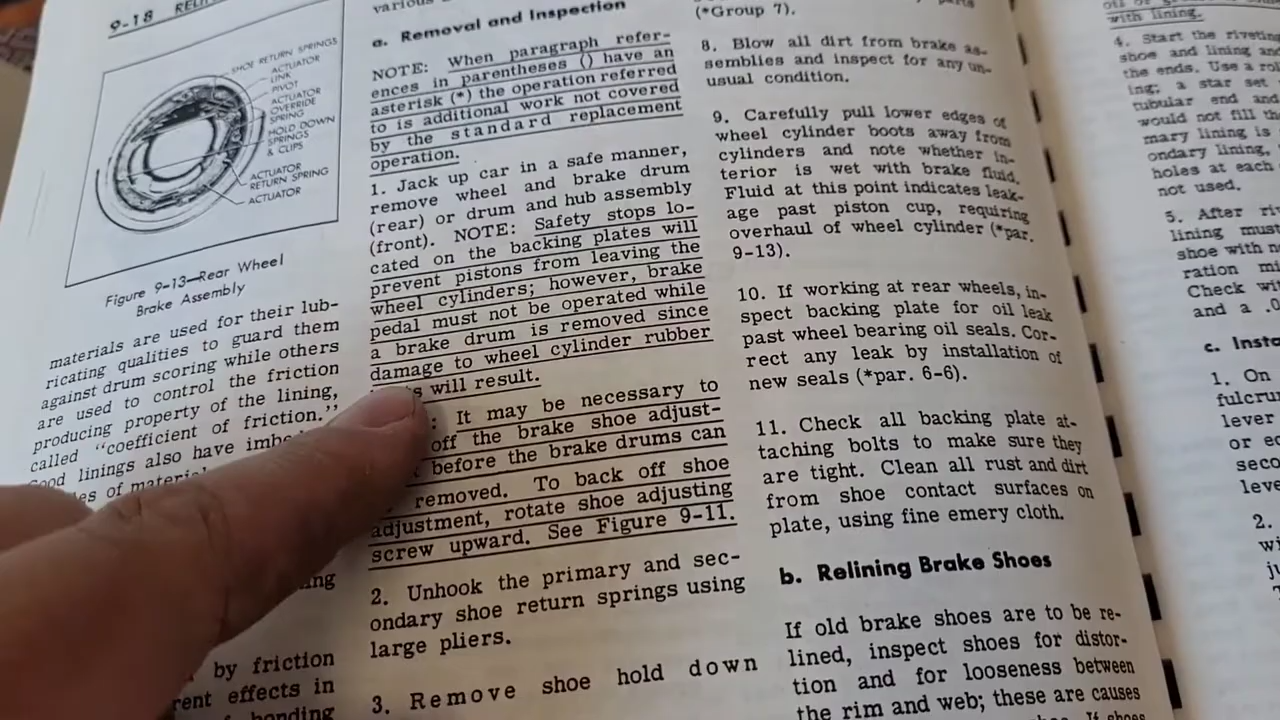 9-18
SHOE RETURN SPRINGS
ACTUATOR
LINK
PIVOT
ACTUATOR
OVERRIDE
SPRING
HOLD DOWN
SPRINGS
& CLIPS
ACTUATOR
RETURN SPRING
ACTUATOR
Figure 9-13—Rear Wheel
Brake Assembly
materials are used for their lub-
ricating qualities to guard them
against drum scoring while others
are used to control the friction
producing property of the lining,
called "coefficient of friction."
Good linings also have
of
by friction
effects in
various
a. Removal and Inspection
NOTE: When paragraph refer-
ences in parentheses () have an
asterisk (*) the operation referred
to is additional work not covered
by the standard replacement
operation.
1. Jack up car in a safe manner,
remove wheel and brake drum
(rear) or drum and hub assembly
(front). NOTE: Safety stops lo-
cated on the backing plates will
prevent pistons from leaving the
wheel cylinders; however, brake
pedal must not be operated while
a brake drum is removed since
damage to wheel cylinder rubber
will result.
: It may be necessary to
off the brake shoe adjust-
before the brake drums can
removed. To back off shoe
adjustment, rotate shoe adjusting
screw upward. See Figure 9-11.
2. Unhook the primary and sec-
ondary shoe return springs using
large pliers.
3. Remove shoe hold down
(*Group 7).
8. Blow all dirt from brake as-
semblies and inspect for any un-
usual condition.
9. Carefully pull lower edges of
wheel cylinder boots away from
cylinders and note whether in-
terior is wet with brake fluid.
Fluid at this point indicates leak-
age past piston cup, requiring
overhaul of wheel cylinder (*par.
9-13).
10. If working at rear wheels, in-
spect backing plate for oil leak
past wheel bearing oil seals. Cor-
rect any leak by installation of
new seals (*par. 6-6).
11. Check all backing plate at-
taching bolts to make sure they
are tight. Clean all rust and dirt
from shoe contact surfaces on
plate, using fine emery cloth.
b. Relining Brake Shoes
If old brake shoes are to be re-
lined, inspect shoes for distor-
tion and for looseness between
the rim and web; these are causes
If shoes
with lining.
4. Start the riveting
shoe and lining and
the ends. Use a
ing; a star set
tubular end and
would not fill
mary lining is
ondary lining,
holes at each
not used.
5. After
lining must
shoe with
ration
Check
and a
c.
1. On
fulcrum
lever
or
lever
2.